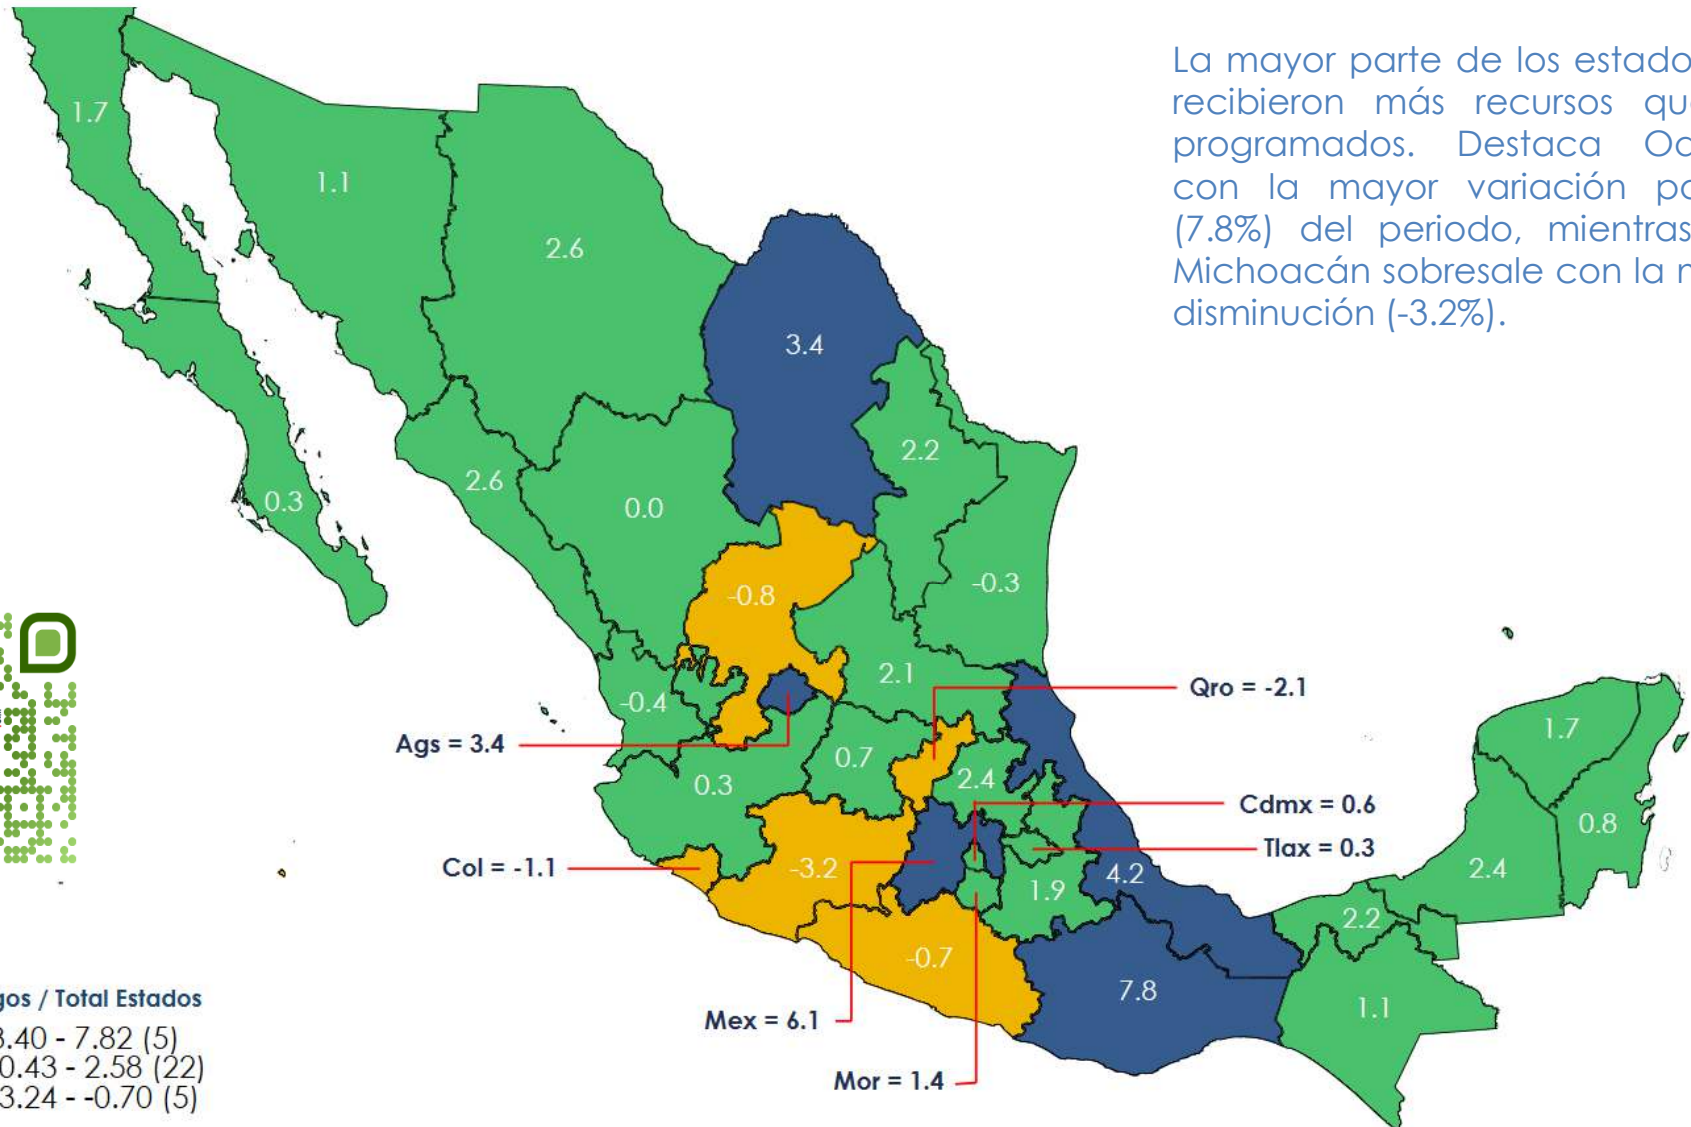 La mayor parte de los estado
recibieron más recursos qu
programados. Destaca
con la mayor variación
(7.8%) del periodo, mientras
Michoacán sobresale con la
disminución (-3.2%).
1.7
1.1
2.6
3.4
2.2
2.6
0.0
0.3
-0.3
-0.8
2.1
-0.4
Qro = -2.1
1.7
Ags = 3.4
0.7
2.4
0.3
Cdmx = 0.6
0.8
Tlax = 0.3
Col = -1.1
-3.2
4.2
2.4
1.9
2.2
-0.7
7.8
1.1
gos / Total Estados
3.40 - 7.82 (5)
0.43 - 2.58 (22)
3.24 - -0.70 (5)
Mex = 6.1
Mor = 1.4